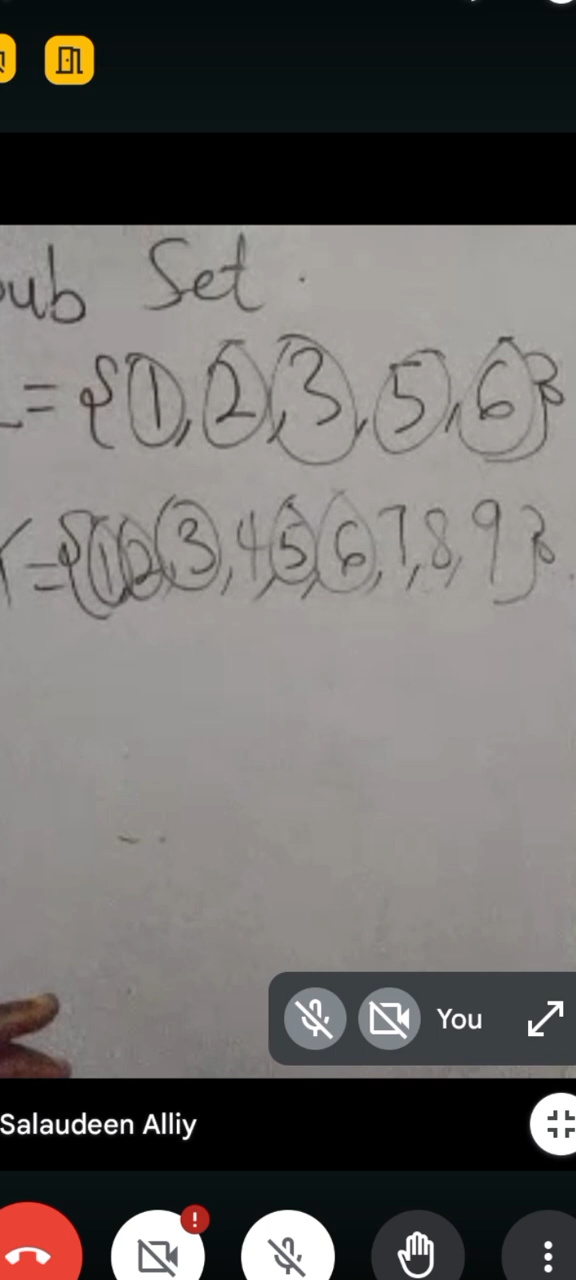 ub Set.
= {1, 2, 3, 5, 6}
= {1, 2, 3, 4, 5, 6, 7, 8, 9}.
You
Salaudeen Alliy
!